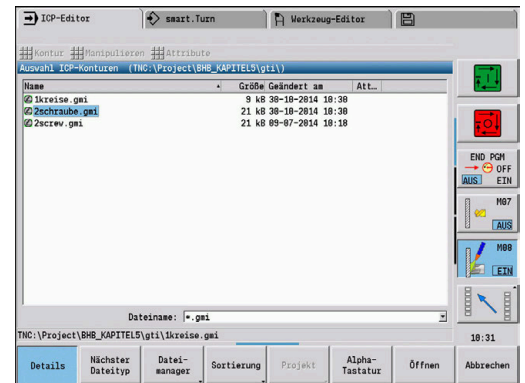 ICP-Editor smart.Turn Werkzeug-Editor
Kontur Manipulieren Attribute
Auswahl ICP-Konturen (TNC:\Project\BHB_KAPITEL5\gti\)
Name Größe Geändert am Att…
1kreise.gmi 9 kB 30-10-2014 10:30
2schraube.gmi 21 kB 30-10-2014 10:30
2screw.gmi 21 kB 09-07-2014 10:18
END PGM
OFF
AUS EIN
M07
AUS
M08
EIN
Dateiname: *.gmi
TNC:\Project\BHB_KAPITEL5\gti\1kreise.gmi
10:31
Details Nächster Dateityp Datei-manager Sortierung Projekt Alpha-Tastatur Öffnen Abbrechen